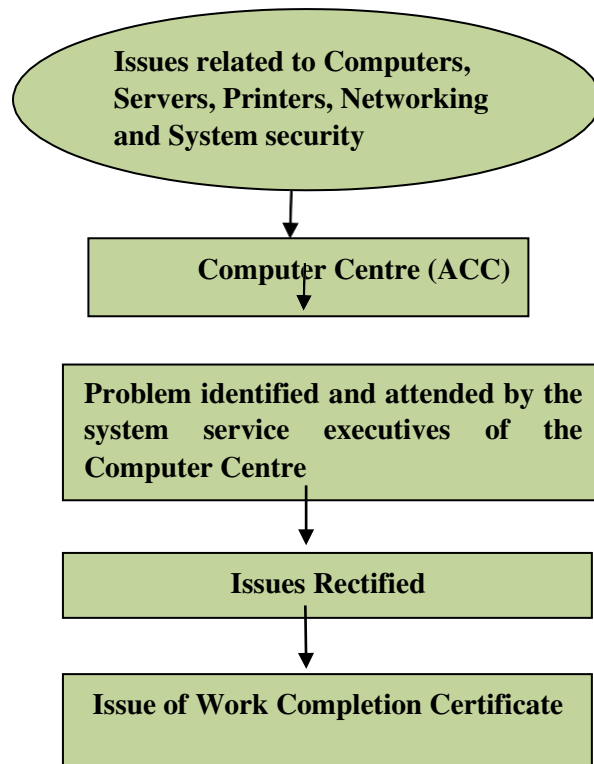 Issues related to Computers,
Servers, Printers, Networking
and System security
Computer Centre (ACC)
Problem identified and attended by the
system service executives of the
Computer Centre
Issues Rectified
Issue of Work Completion Certificate